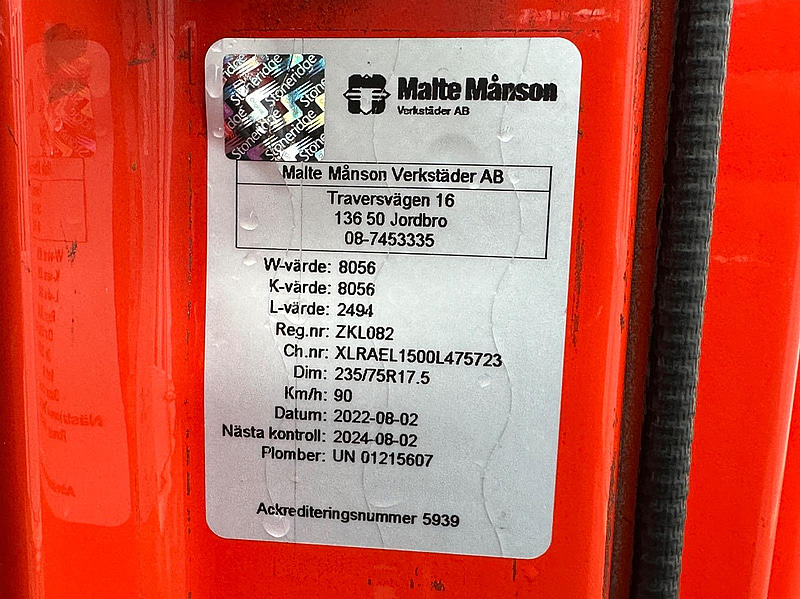 Stoneridge
Malte Månson
Verkstäder AB
Malte Månson Verkstäder AB
Traversvägen 16
136 50 Jordbro
08-7453335
W-värde: 8056
K-värde: 8056
L-värde: 2494
Reg.nr: ZKL082
Ch.nr: XLRAEL1500L475723
Dim: 235/75R17.5
Km/h: 90
Datum: 2022-08-02
Nästa kontroll: 2024-08-02
Plomber: UN 01215607
Ackrediteringsnummer 5939